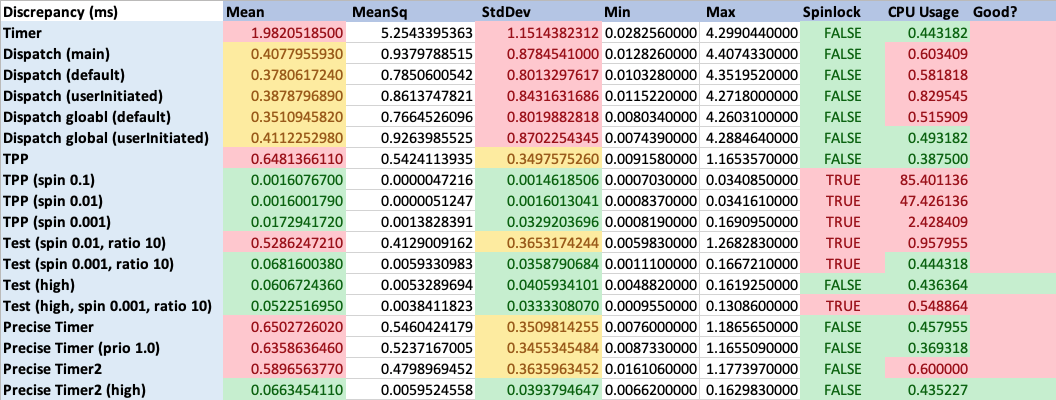 Discrepancy (ms) Mean MeanSq StdDev Min Max Spinlock CPU Usage Good?
Timer 1.9820518500 5.2543395363 1.1514382312 0.0282560000 4.2990440000 FALSE 0.443182
Dispatch (main) 0.4077955930 0.9379788515 0.8784541000 0.0128260000 4.4074330000 FALSE 0.603409
Dispatch (default) 0.3780617240 0.7850600542 0.8013297617 0.0103280000 4.3519520000 FALSE 0.581818
Dispatch (userInitiated) 0.3878796890 0.8613747821 0.8431631686 0.0115220000 4.2718000000 FALSE 0.829545
Dispatch gloabl (default) 0.3510945820 0.7664526096 0.8019882818 0.0080340000 4.2603100000 FALSE 0.515909
Dispatch global (userInitiated) 0.4112252980 0.9263985525 0.8702254345 0.0074390000 4.2884640000 FALSE 0.493182
TPP 0.6481366110 0.5424113935 0.3497575260 0.0091580000 1.1653570000 FALSE 0.387500
TPP (spin 0.1) 0.0016076700 0.0000047216 0.0014618506 0.0007030000 0.0340850000 TRUE 85.401136
TPP (spin 0.01) 0.0016001790 0.0000051247 0.0016013041 0.0008370000 0.0341610000 TRUE 47.426136
TPP (spin 0.001) 0.0172941720 0.0013828391 0.0329203696 0.0008190000 0.1690950000 TRUE 2.428409
Test (spin 0.01, ratio 10) 0.5286247210 0.4129009162 0.3653174244 0.0059830000 1.2682830000 TRUE 0.957955
Test (spin 0.001, ratio 10) 0.0681600380 0.0059330983 0.0358790684 0.0011100000 0.1667210000 TRUE 0.444318
Test (high) 0.0606724360 0.0053289694 0.0405934101 0.0048820000 0.1619250000 FALSE 0.436364
Test (high, spin 0.001, ratio 10) 0.0522516950 0.0038411823 0.0333308070 0.0009550000 0.1308600000 TRUE 0.548864
Precise Timer 0.6502726020 0.5460424179 0.3509814255 0.0076000000 1.1865650000 FALSE 0.457955
Precise Timer (prio 1.0) 0.6358636460 0.5237167005 0.3455345484 0.0087330000 1.1655090000 FALSE 0.369318
Precise Timer2 0.5896563770 0.4798969452 0.3635963452 0.0161060000 1.1773970000 FALSE 0.600000
Precise Timer2 (high) 0.0663454110 0.0059524558 0.0393794647 0.0066200000 0.1629830000 FALSE 0.435227